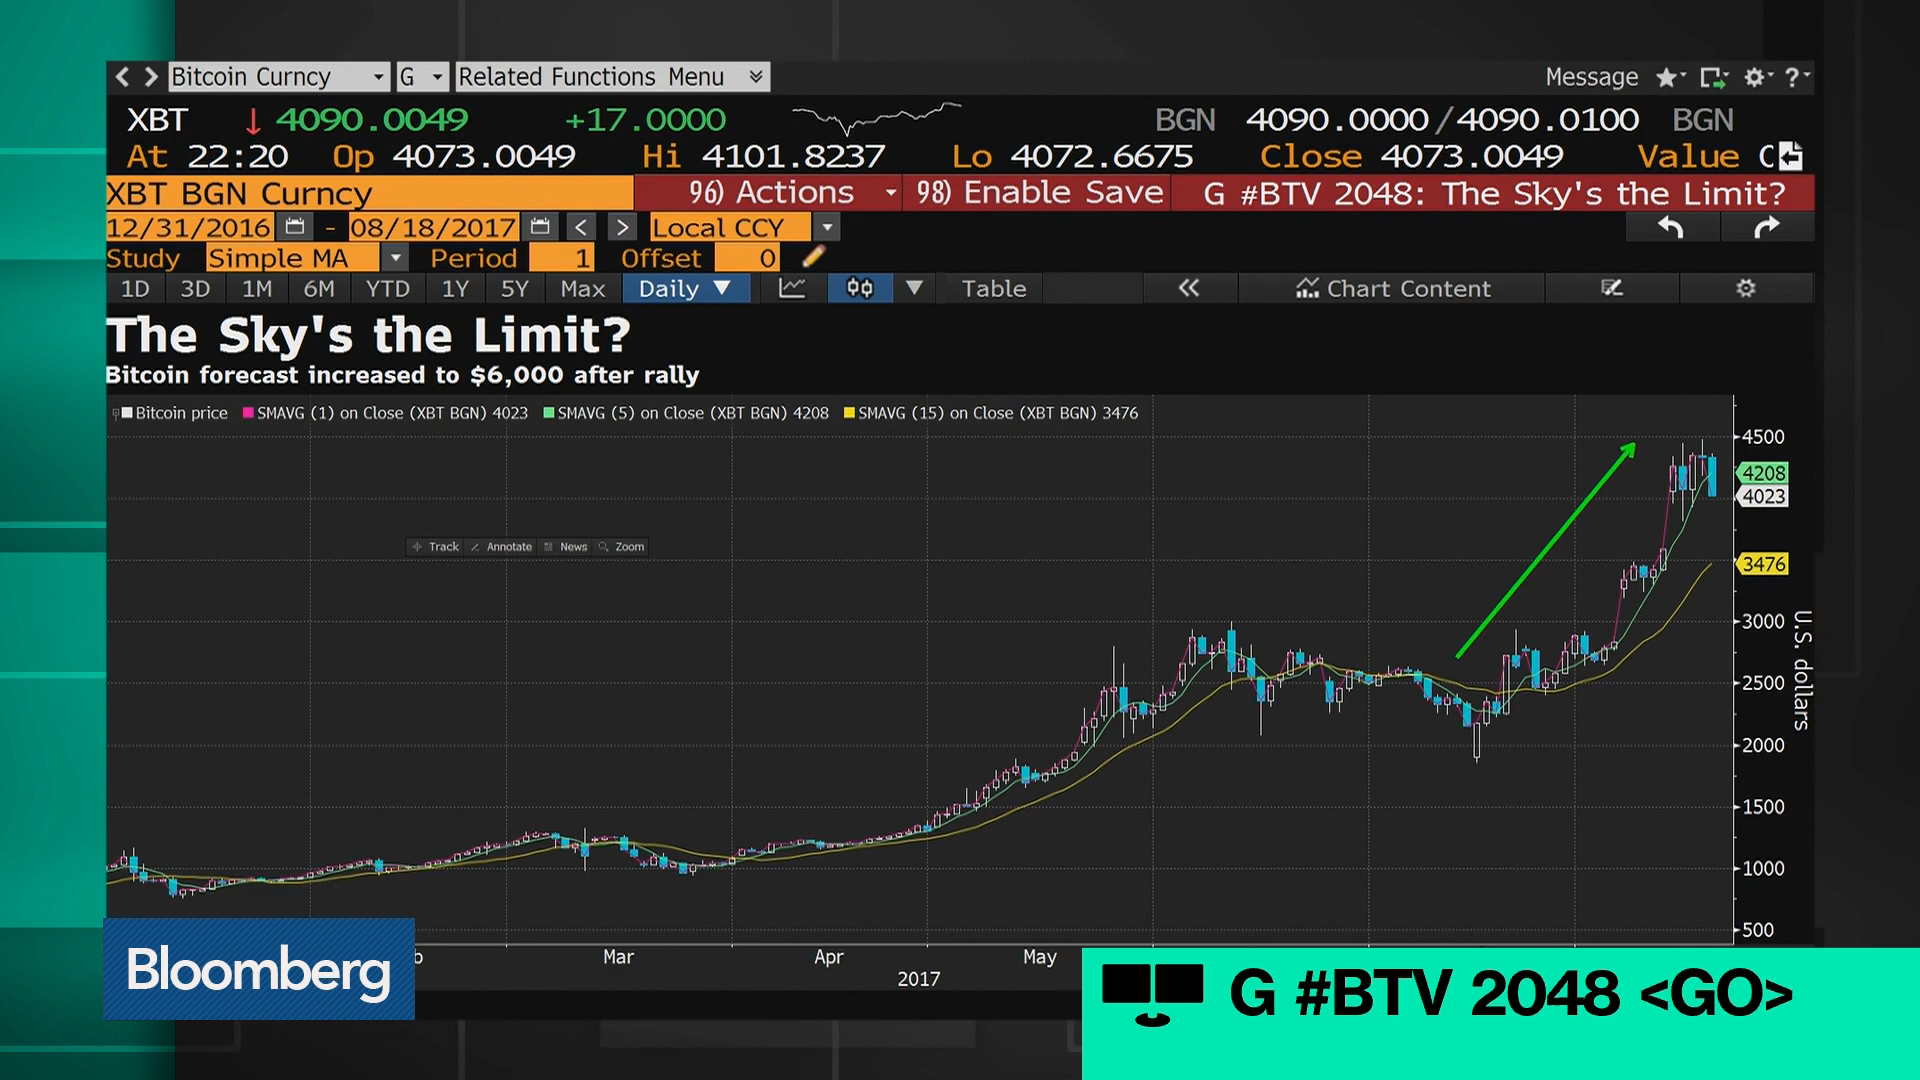 Bitcoin Curncy G Related Functions Menu Message ?
XBT ↓ 4090.0049 +17.0000 BGN 4090.0000 / 4090.0100 BGN
At 22:20 Op 4073.0049 Hi 4101.8237 Lo 4072.6675 Close 4073.0049 Value
XBT BGN Curncy 96) Actions 98) Enable Save G #BTV 2048: The Sky's the Limit?
12/31/2016 - 08/18/2017 < > Local CCY
Study Simple MA Period 1 Offset 0
1D 3D 1M 6M YTD 1Y 5Y Max Daily ▼ Table « Chart Content
The Sky's the Limit?
Bitcoin forecast increased to $6,000 after rally
Bitcoin price SMAVG (1) on Close (XBT BGN) 4023 SMAVG (5) on Close (XBT BGN) 4208 SMAVG (15) on Close (XBT BGN) 3476
4500
4208
4023
Track Annotate News Zoom
3476
3000
2500
2000
1500
1000
500
U.S. dollars
Mar Apr May
2017
Bloomberg
G #BTV 2048 <GO>